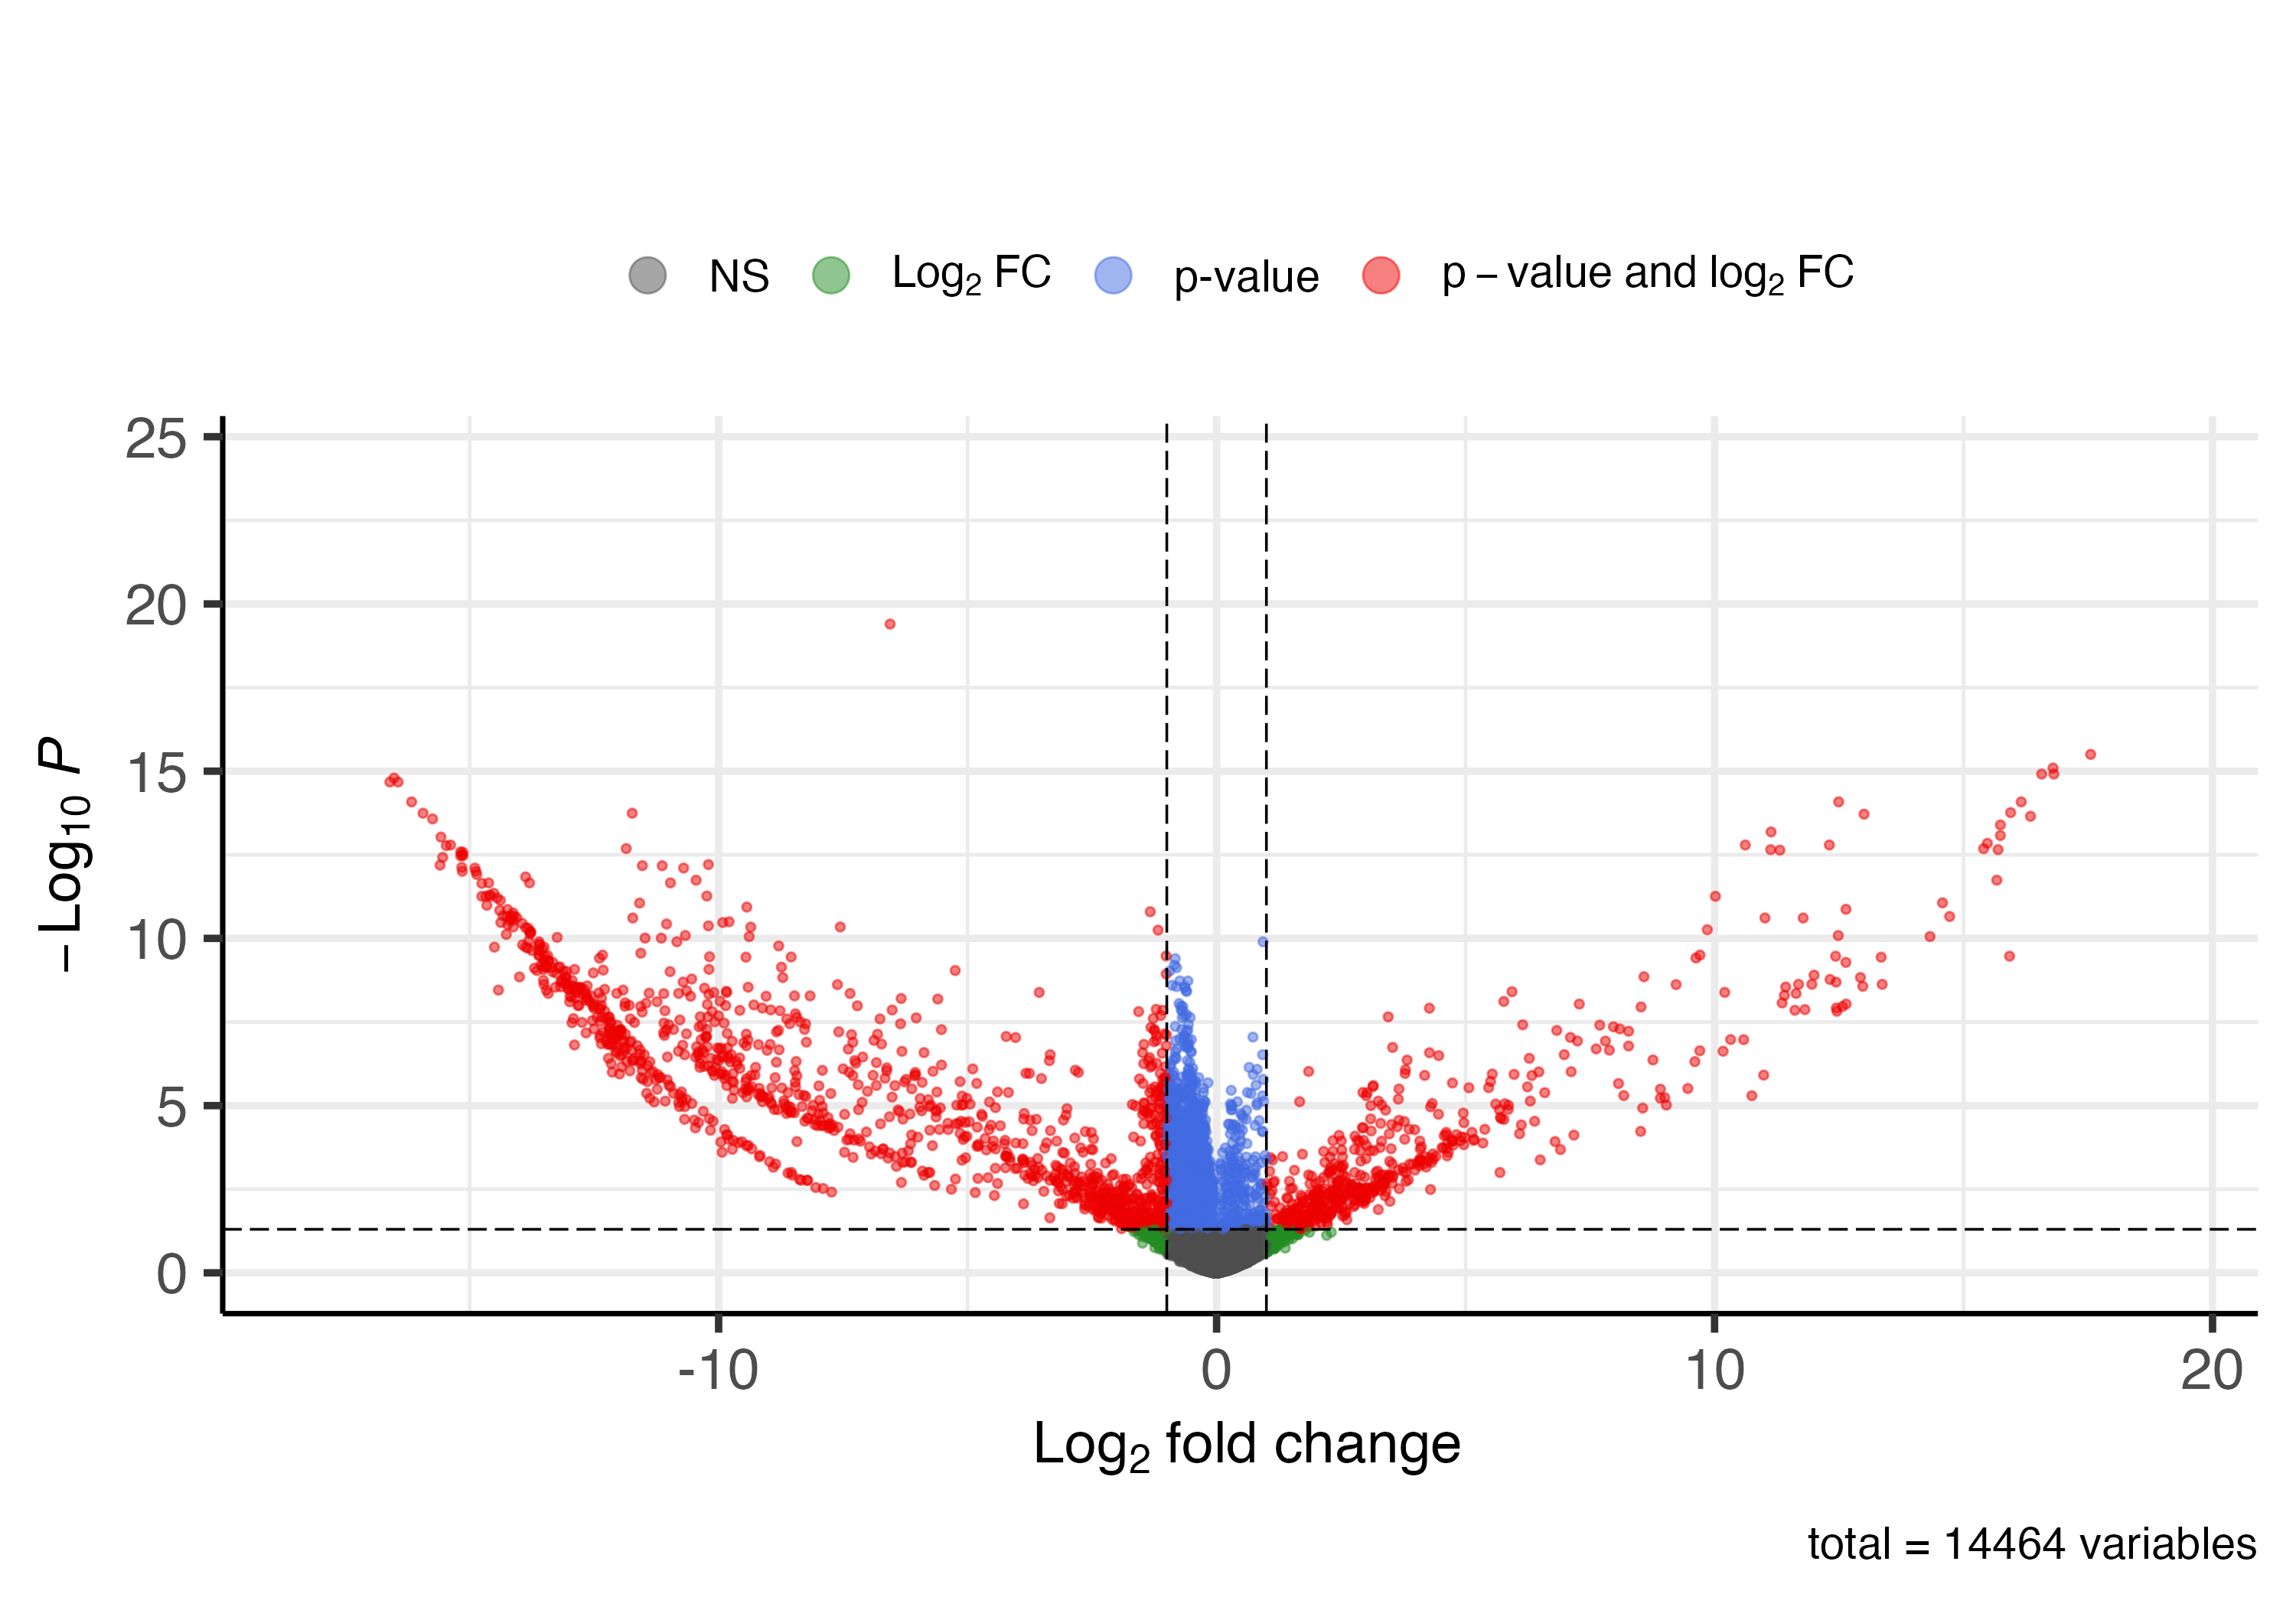 NS Log₂ FC p-value p – value and log₂ FC
25
20
15
10
5
0
– Log₁₀ P
-10 0 10 20
Log₂ fold change
total = 14464 variables